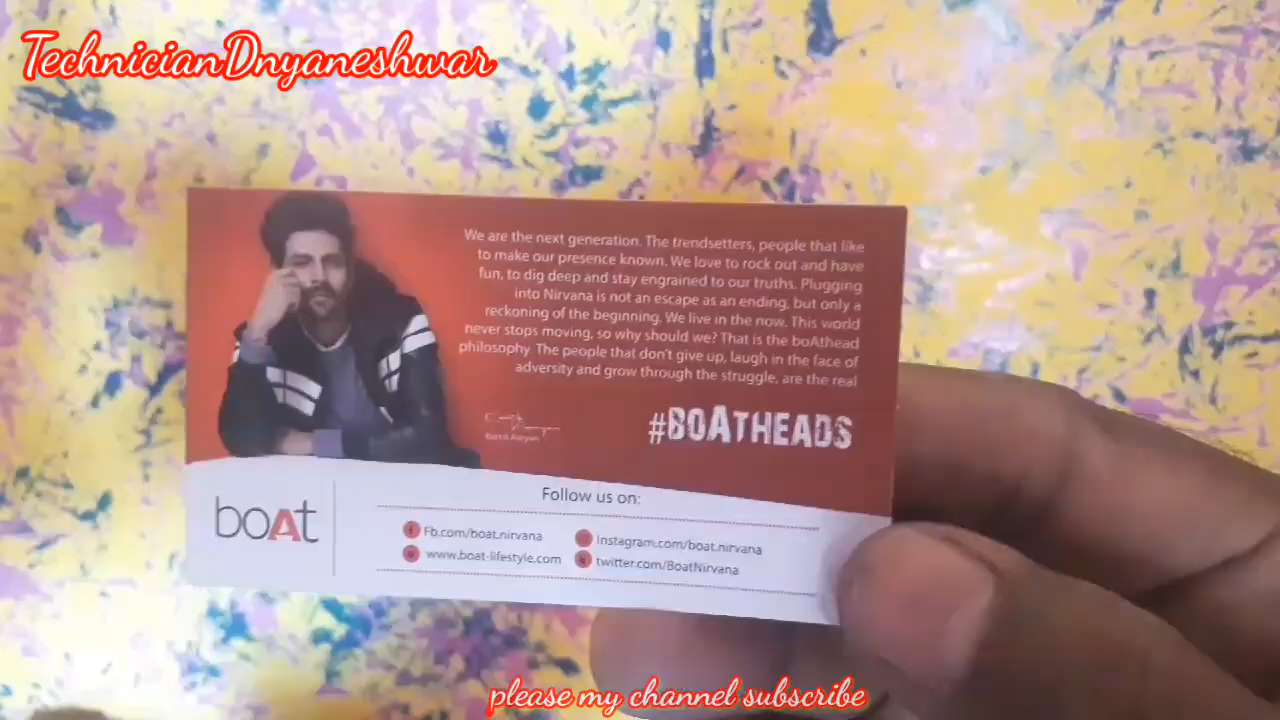 TechnicianDnyaneshwar
We are the next generation. The trendsetters, people that like
to make our presence known. We love to rock out and have
fun, to dig deep and stay engrained to our truths. Plugging
into Nirvana is not an escape as an ending, but only a
reckoning of the beginning. We live in the now. This world
never stops moving, so why should we? That is the boAthead
philosophy. The people that don't give up, laugh in the face of
adversity and grow through the struggle, are the real
Kartik Aaryan
#BOATHEADS
boAt
Follow us on:
Fb.com/boat.nirvana
Instagram.com/boat.nirvana
www.boat-lifestyle.com
twitter.com/BoatNirvana
please my channel subscribe